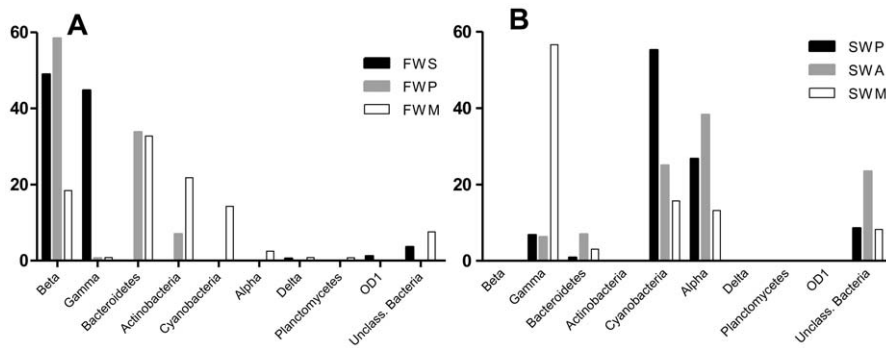 A
60
40
20
0
FWS
FWP
FWM
Beta
Gamma
Bacteroidetes
Actinobacteria
Cyanobacteria
Alpha
Delta
Planctomycetes
OD1
Unclass. Bacteria
B
60
40
20
0
SWP
SWA
SWM
Beta
Gamma
Bacteroidetes
Actinobacteria
Cyanobacteria
Alpha
Delta
Planctomycetes
OD1
Unclass. Bacteria